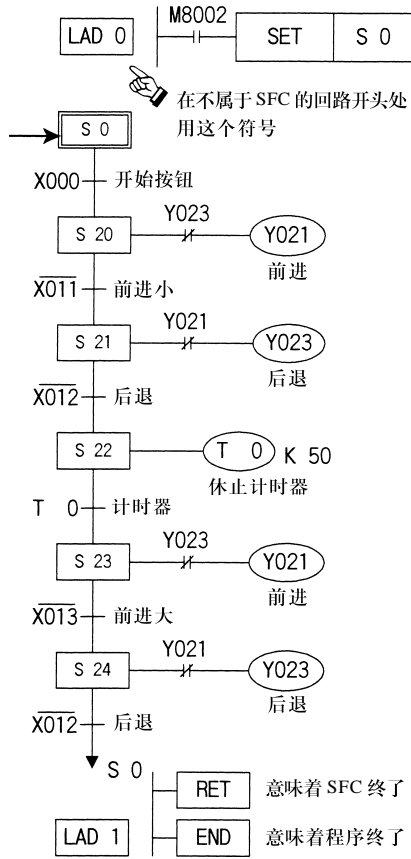 M8002
LAD 0
SET
S 0
在不属于 SFC 的回路开头处
用这个符号
S 0
X000
开始按钮
S 20
Y023
Y021
前进
X011
前进小
S 21
Y021
Y023
后退
X012
后退
S 22
T 0
K 50
休止计时器
T 0
计时器
S 23
Y023
Y021
前进
X013
前进大
S 24
Y021
Y023
后退
X012
后退
S 0
RET
意味着 SFC 终了
LAD 1
END
意味着程序终了